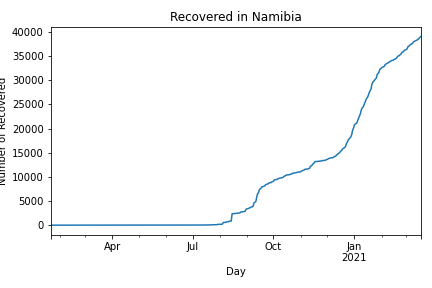 Recovered in Namibia
Number of Recovered
40000
35000
30000
25000
20000
15000
10000
5000
0
Apr
Jul
Oct
Jan
2021
Day